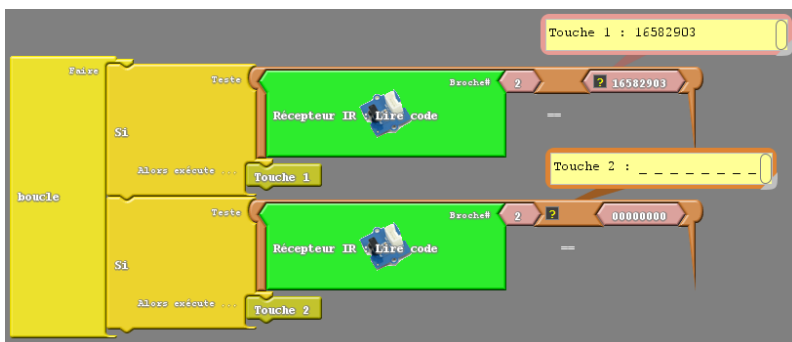 Touche 1 : 16582903
Faire
Teste
Broche# 2
? 16582903
Récepteur IR : Lire code
==
Si
Alors exécute ...
Touche 1
Touche 2 : _ _ _ _ _ _ _ _
boucle
Teste
Broche# 2
?
00000000
Récepteur IR : Lire code
==
Si
Alors exécute ...
Touche 2